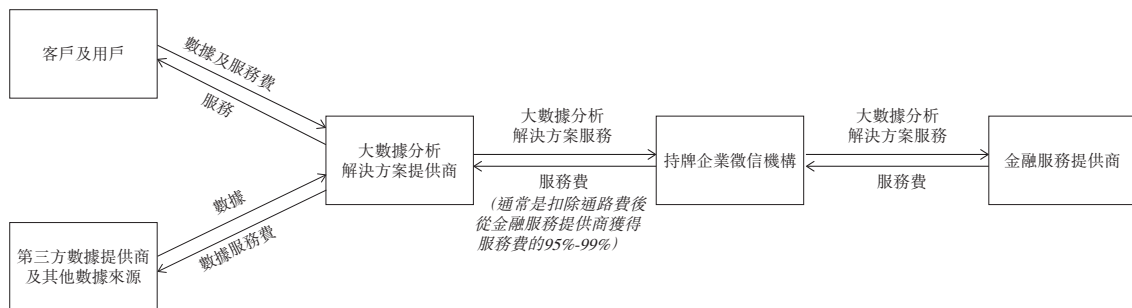 客戶及用戶
數據及服務費
服務
大數據分析
解決方案提供商
大數據分析
解決方案服務
服務費
（通常是扣除通路費後
從金融服務提供商獲得
服務費的95%-99%）
持牌企業徵信機構
大數據分析
解決方案服務
服務費
金融服務提供商
數據
數據服務費
第三方數據提供商
及其他數據來源